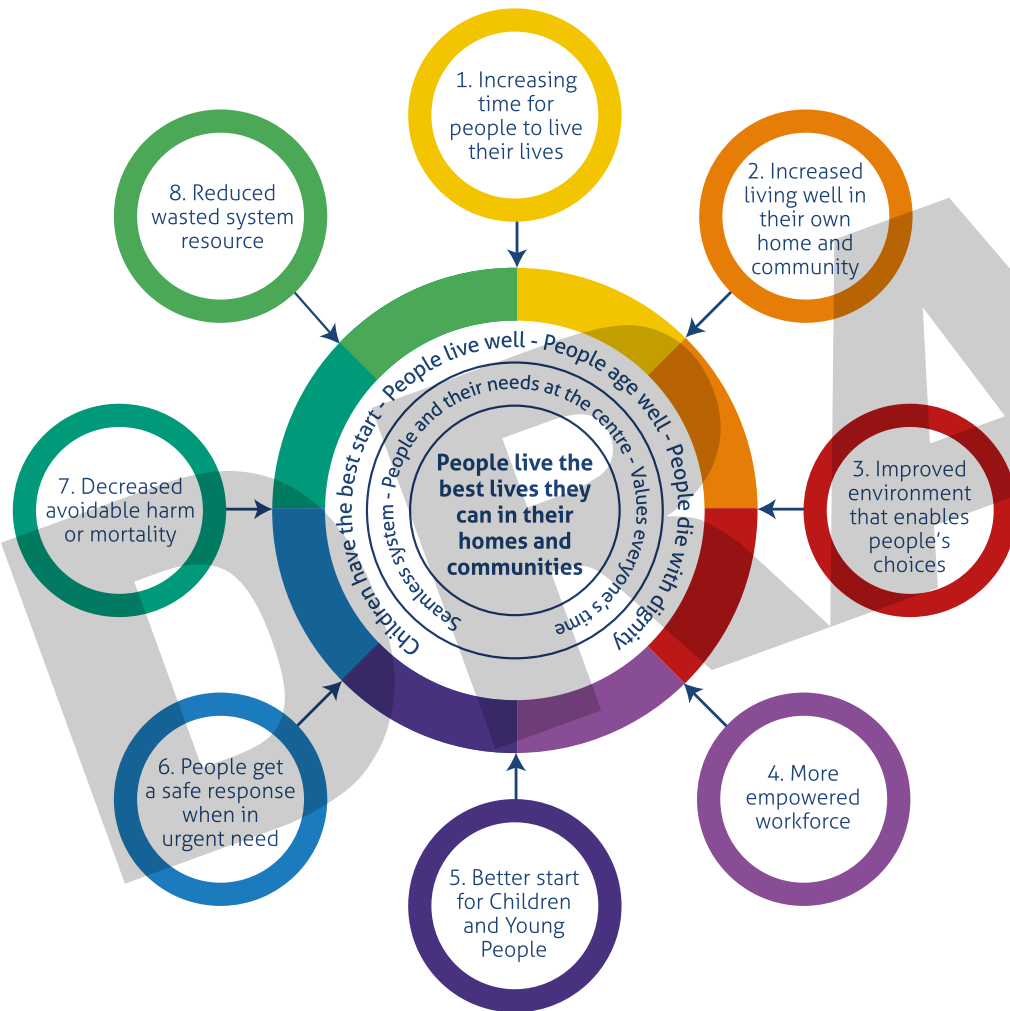 1. Increasing
time for
people to live
their lives
2. Increased
living well in
their own
home and
community
3. Improved
environment
that enables
people's
choices
4. More
empowered
workforce
5. Better start
for Children
and Young
People
6. People get
a safe response
when in
urgent need
7. Decreased
avoidable harm
or mortality
8. Reduced
wasted system
resource
Children have the best start - People live well - People age well - People die with dignity
Seamless system - People and their needs at the centre - Values everyone's time
People live the
best lives they
can in their
homes and
communities
DRA